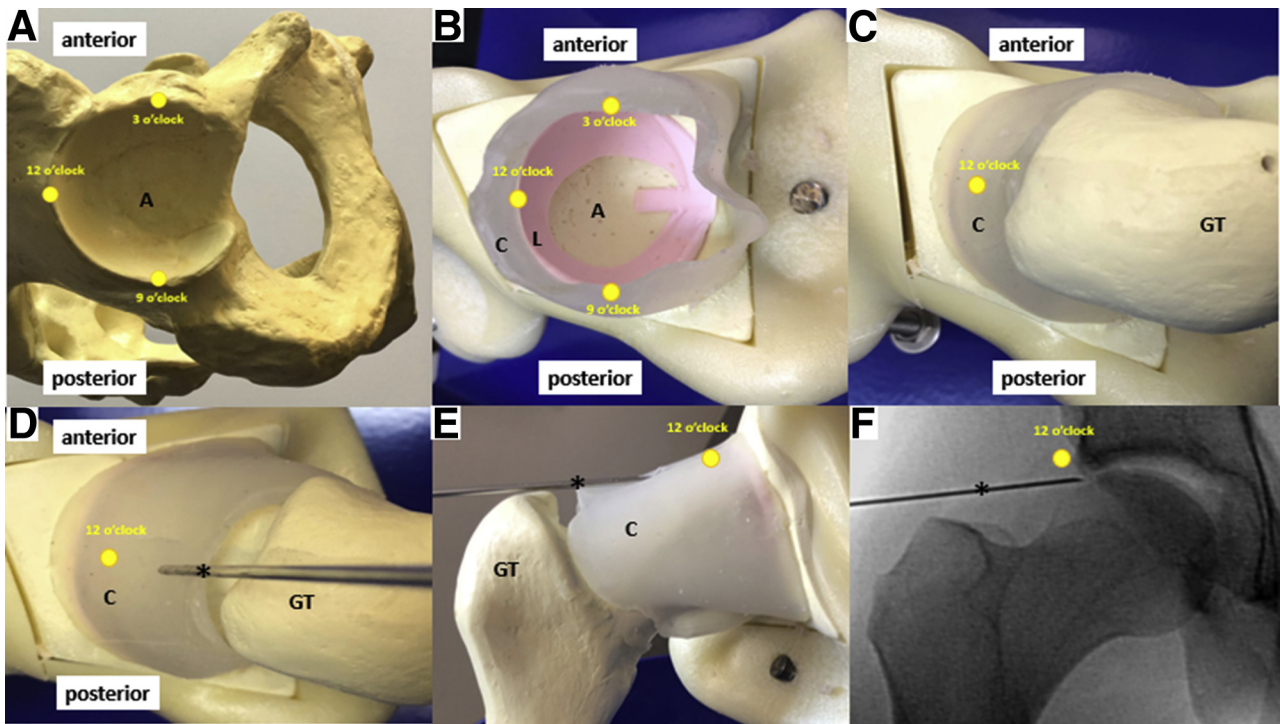 A
anterior
3 o'clock
12 o'clock
A
9 o'clock
posterior
B
anterior
3 o'clock
12 o'clock
A
C
L
9 o'clock
posterior
C
anterior
12 o'clock
C
GT
posterior
D
anterior
12 o'clock
*
C
GT
posterior
E
12 o'clock
*
C
GT
F
12 o'clock
*